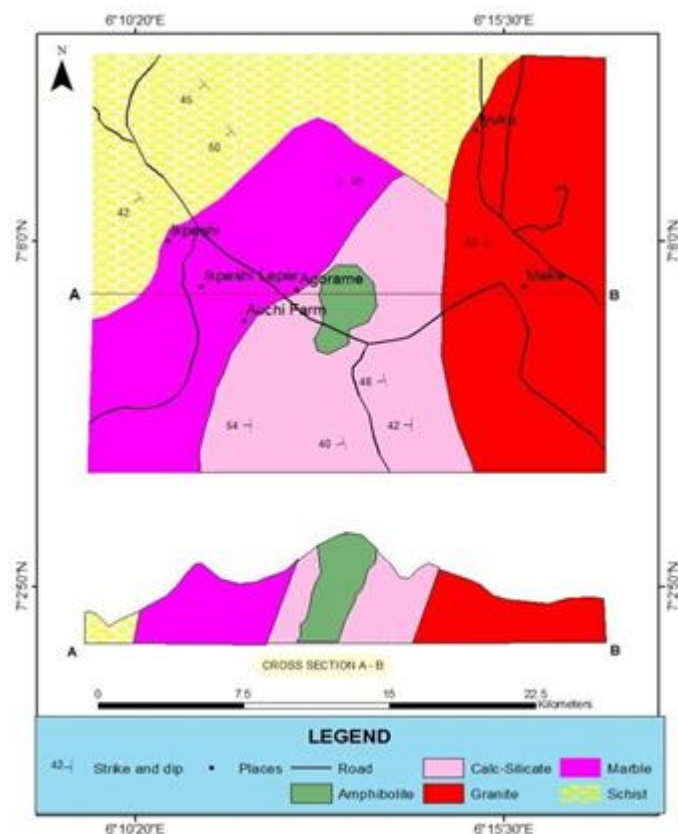 6°10'20"E 6°15'30"E
N
45
Iyuku
50
42
Ikpeshi
7°8'0"N 7°8'0"N
Ikpeshi Leper Agorame
A B
Auchi Farm
48
54 42
40
7°2'50"N 7°2'50"N
A B
CROSS SECTION A - B
0 7.5 15 22.5
Kilometers
LEGEND
42 Strike and dip Places Road Calc-Silicate Marble
Amphibolite Granite Schist
6°10'20"E 6°15'30"E